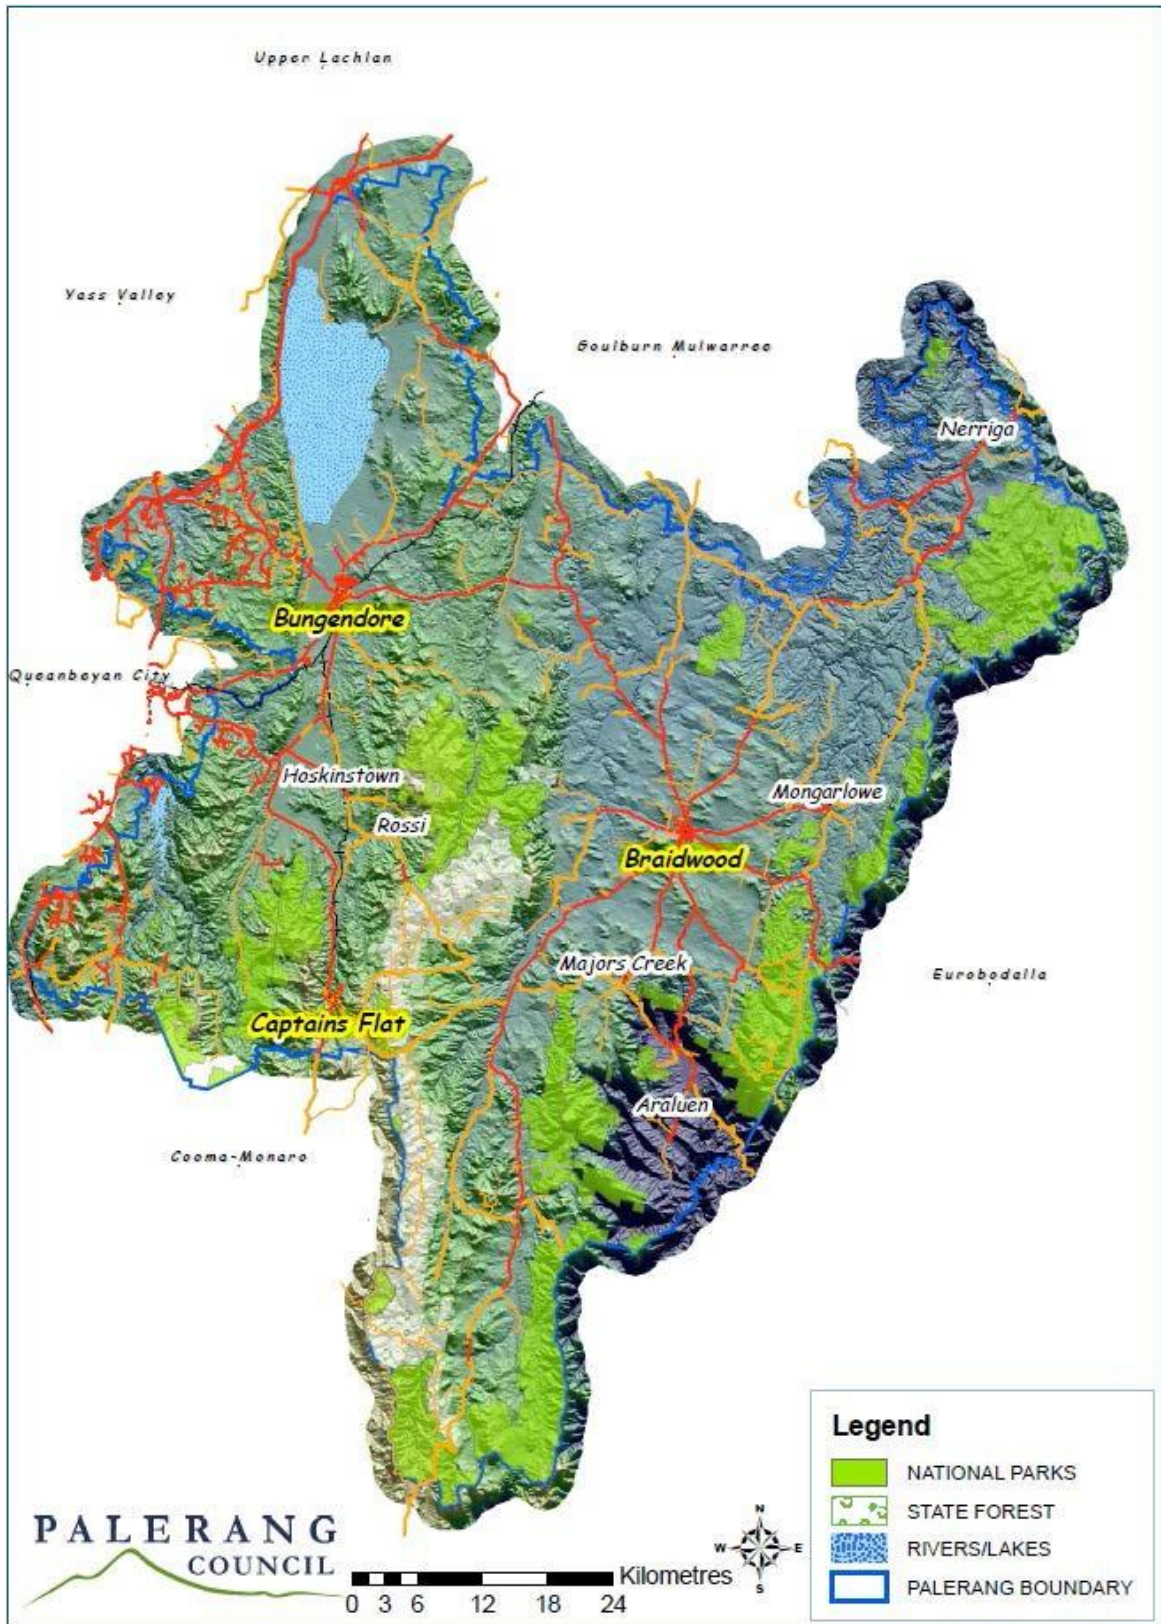 Upper Lachlan
Yass Valley
Goulburn Mulwarree
Nerriga
Bungendore
Queanbeyan City
Hoskinstown
Mongarlowe
Rossi
Braidwood
Majors Creek
Eurobodalla
Captains Flat
Araluen
Cooma-Monaro
Legend
NATIONAL PARKS
STATE FOREST
RIVERS/LAKES
PALERANG BOUNDARY
PALERANG
COUNCIL
N
W E
S
Kilometres
0 3 6 12 18 24